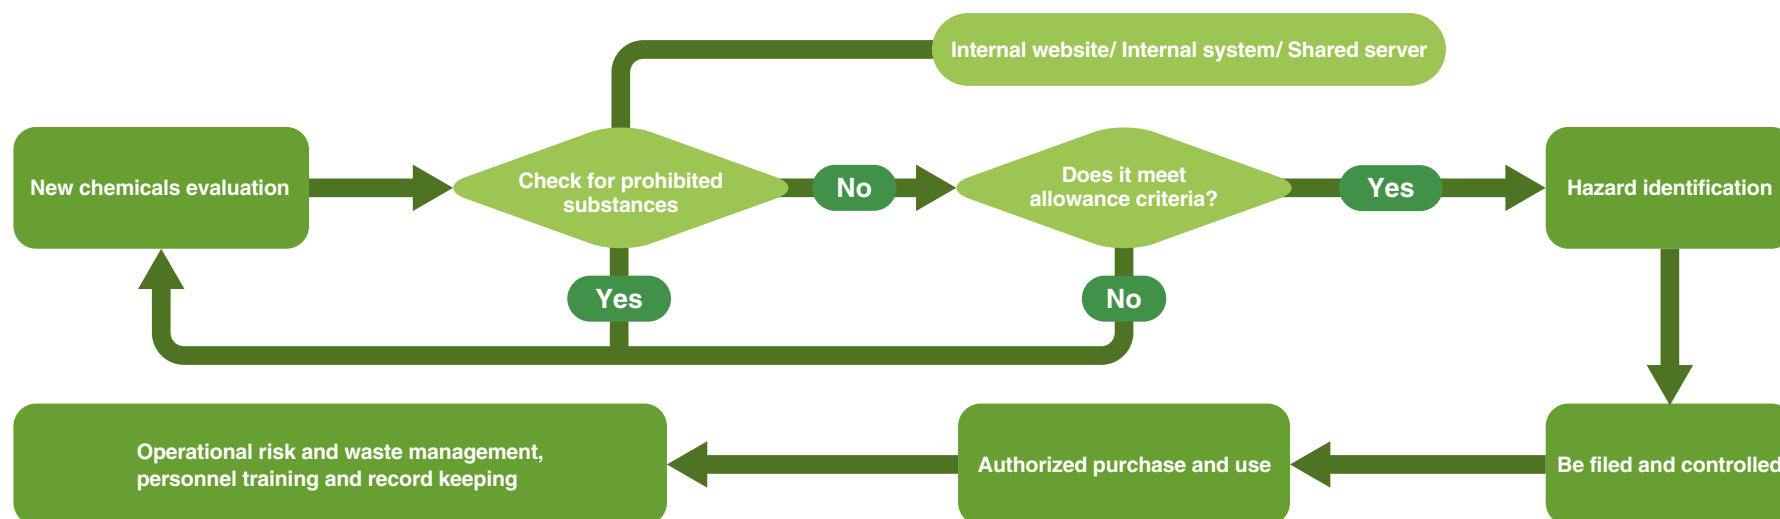 Internal website/ Internal system/ Shared server
New chemicals evaluation
Check for prohibited
substances
No
Does it meet
allowance criteria?
Yes
Hazard identification
Yes
No
Operational risk and waste management,
personnel training and record keeping
Authorized purchase and use
Be filed and controlled